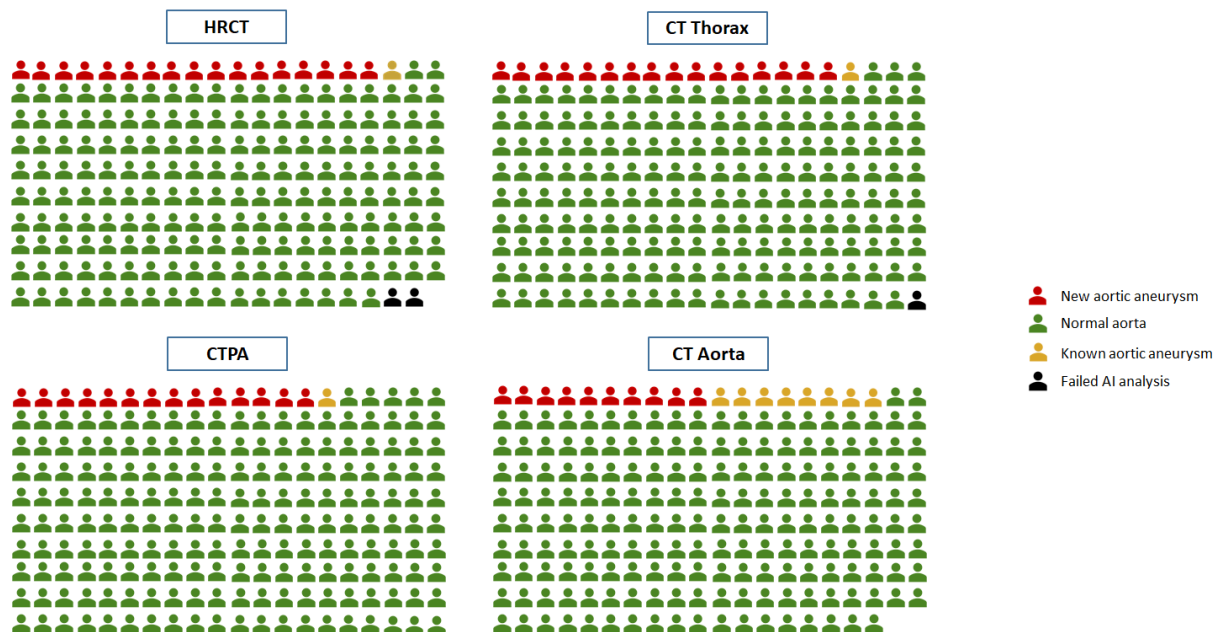 HRCT
CT Thorax
CTPA
CT Aorta
New aortic aneurysm
Normal aorta
Known aortic aneurysm
Failed AI analysis